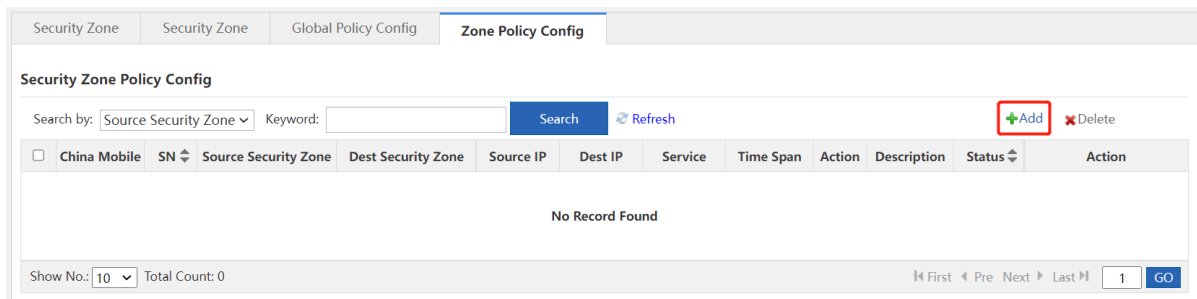 Security Zone Security Zone Global Policy Config Zone Policy Config
Security Zone Policy Config
Search by: Source Security Zone Keyword: Search Refresh Add Delete
China Mobile SN Source Security Zone Dest Security Zone Source IP Dest IP Service Time Span Action Description Status Action
No Record Found
Show No.: 10 Total Count: 0 First Pre Next Last 1 GO